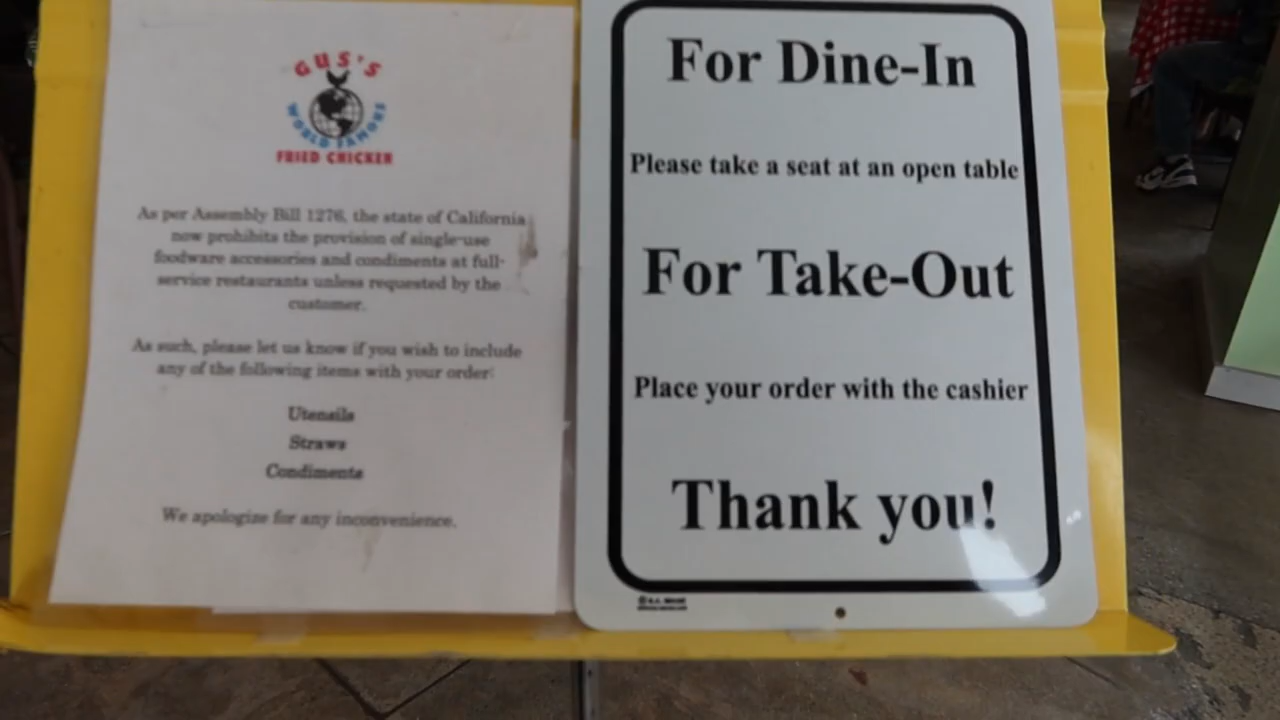 GUS'S
WORLD FAMOUS
FRIED CHICKEN
As per Assembly Bill 1276, the state of California
now prohibits the provision of single-use
foodware accessories and condiments at full-
service restaurants unless requested by the
customer.
As such, please let us know if you wish to include
any of the following items with your order:
Utensils
Straws
Condiments
We apologize for any inconvenience.
For Dine-In
Please take a seat at an open table
For Take-Out
Place your order with the cashier
Thank you!